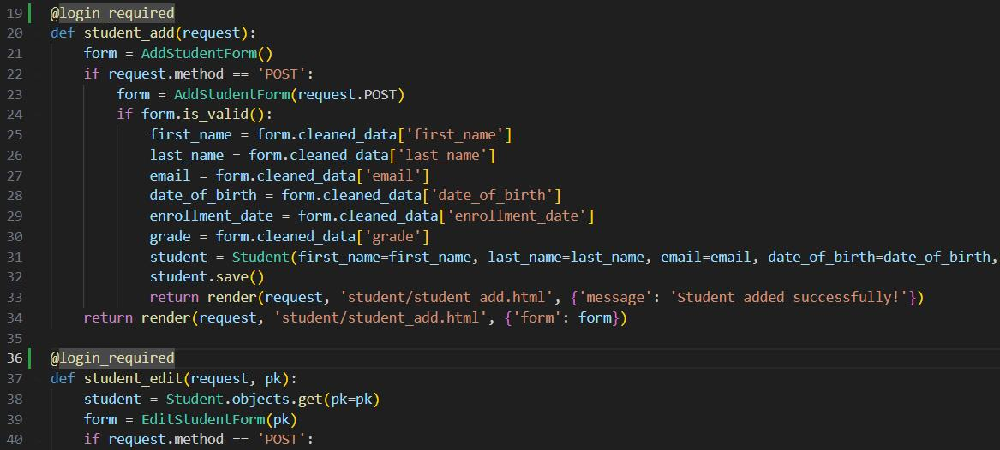 19 @login_required
20 def student_add(request):
21     form = AddStudentForm()
22     if request.method == 'POST':
23         form = AddStudentForm(request.POST)
24         if form.is_valid():
25             first_name = form.cleaned_data['first_name']
26             last_name = form.cleaned_data['last_name']
27             email = form.cleaned_data['email']
28             date_of_birth = form.cleaned_data['date_of_birth']
29             enrollment_date = form.cleaned_data['enrollment_date']
30             grade = form.cleaned_data['grade']
31             student = Student(first_name=first_name, last_name=last_name, email=email, date_of_birth=date_of_birth,
32             student.save()
33             return render(request, 'student/student_add.html', {'message': 'Student added successfully!'})
34     return render(request, 'student/student_add.html', {'form': form})
35
36 @login_required
37 def student_edit(request, pk):
38     student = Student.objects.get(pk=pk)
39     form = EditStudentForm(pk)
40     if request.method == 'POST':